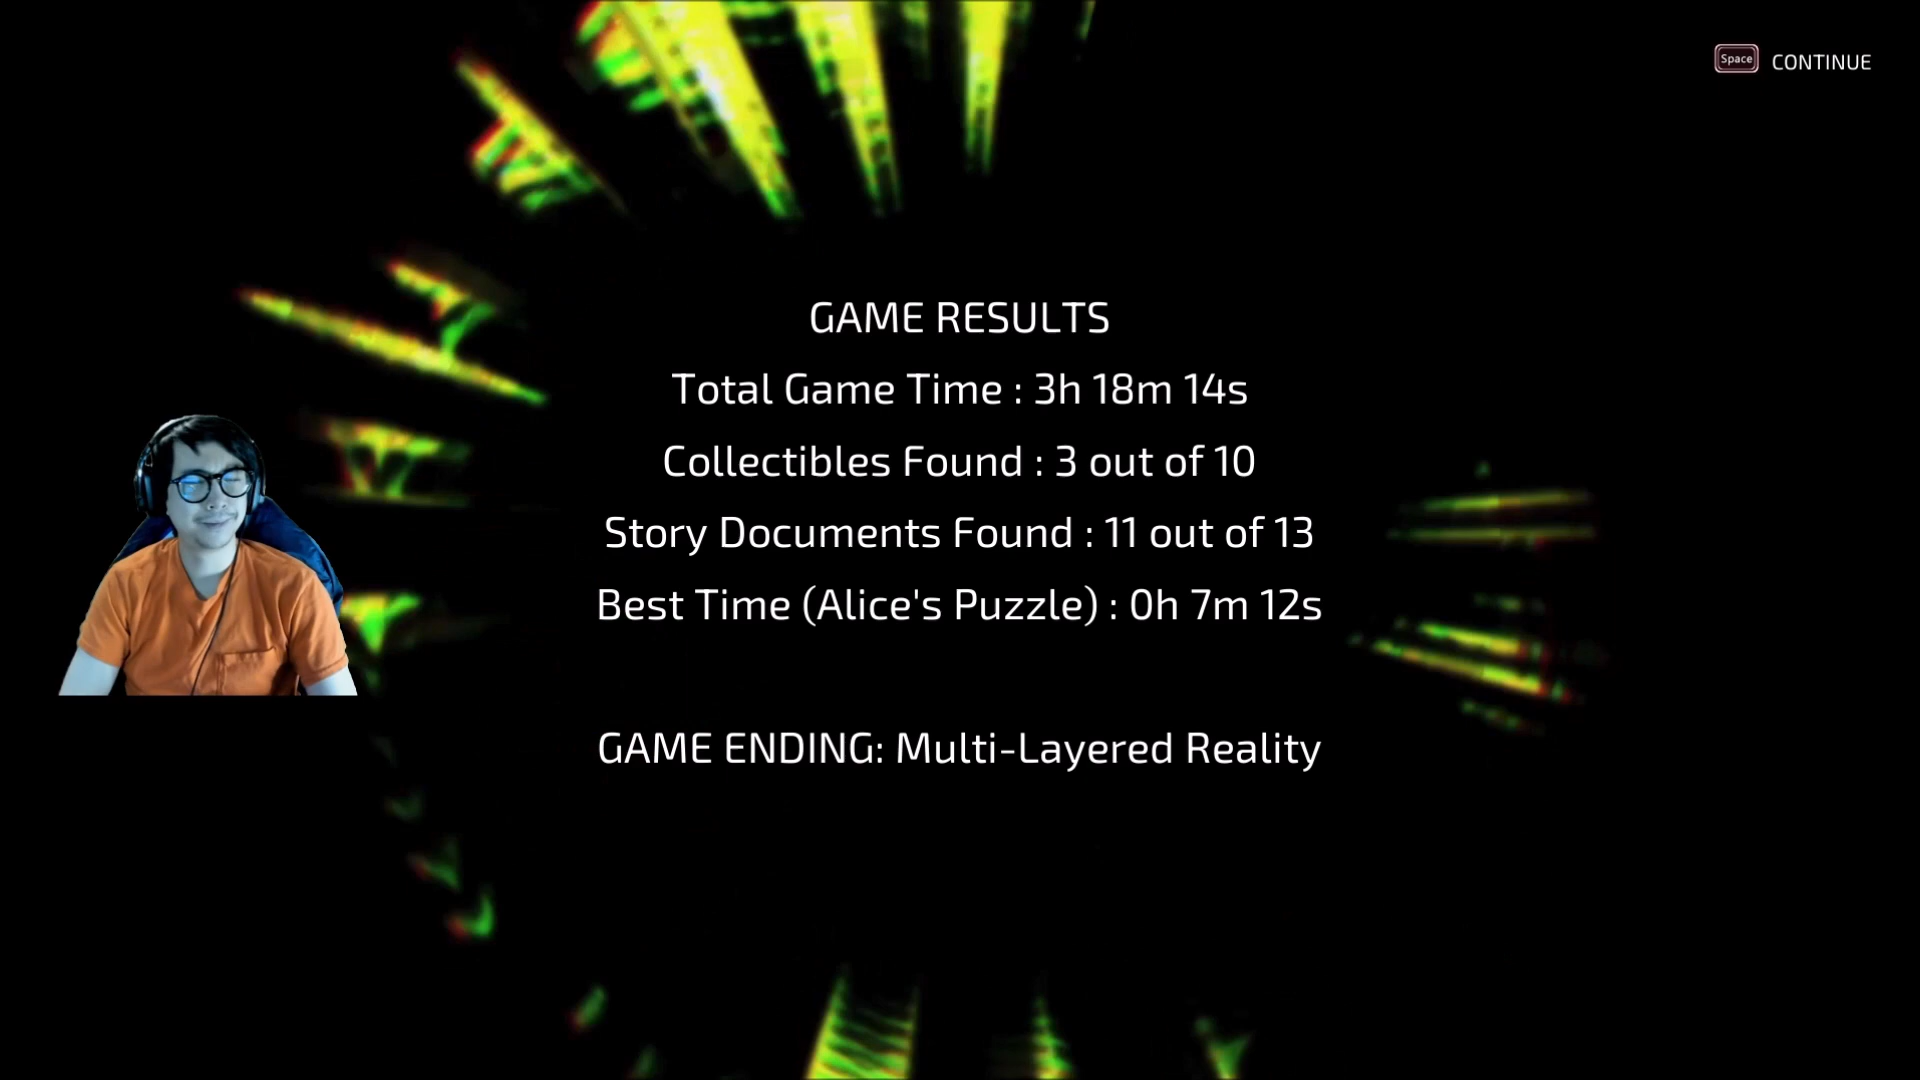 Space CONTINUE
GAME RESULTS
Total Game Time : 3h 18m 14s
Collectibles Found : 3 out of 10
Story Documents Found : 11 out of 13
Best Time (Alice's Puzzle) : 0h 7m 12s
GAME ENDING: Multi-Layered Reality